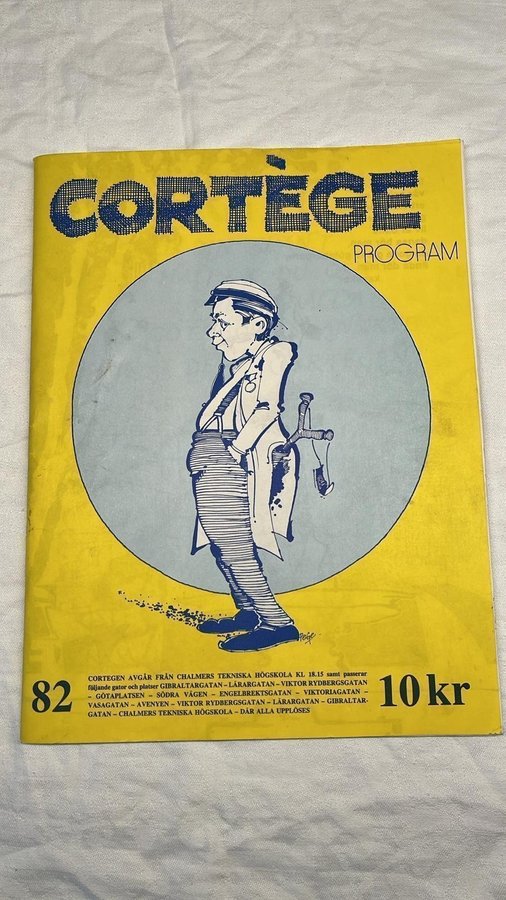 CORTÈGE
PROGRAM
CORTEGEN AVGÅR FRÅN CHALMERS TEKNISKA HÖGSKOLA KL 18.15 samt passerar
följande gator och platser GIBRALTARGATAN – LÄRARGATAN – VIKTOR RYDBERGSGATAN
– GÖTAPLATSEN – SÖDRA VÄGEN – ENGELBREKTSGATAN – VIKTORIAGATAN –
VASAGATAN – AVENYEN – VIKTOR RYDBERGSGATAN – LÄRARGATAN – GIBRALTAR-
GATAN – CHALMERS TEKNISKA HÖGSKOLA – DÄR ALLA UPPLÖSES
82
10 kr